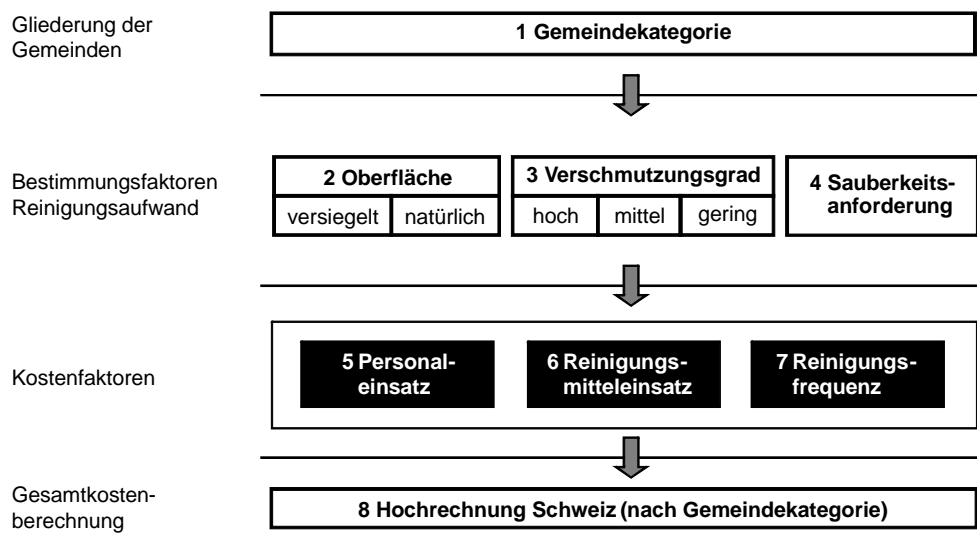 Gliederung der
Gemeinden
1 Gemeindekategorie
Bestimmungsfaktoren
Reinigungsaufwand
2 Oberfläche
versiegelt natürlich
3 Verschmutzungsgrad
hoch mittel gering
4 Sauberkeits-
anforderung
Kostenfaktoren
5 Personal-
einsatz
6 Reinigungs-
mitteleinsatz
7 Reinigungs-
frequenz
Gesamtkosten-
berechnung
8 Hochrechnung Schweiz (nach Gemeindekategorie)